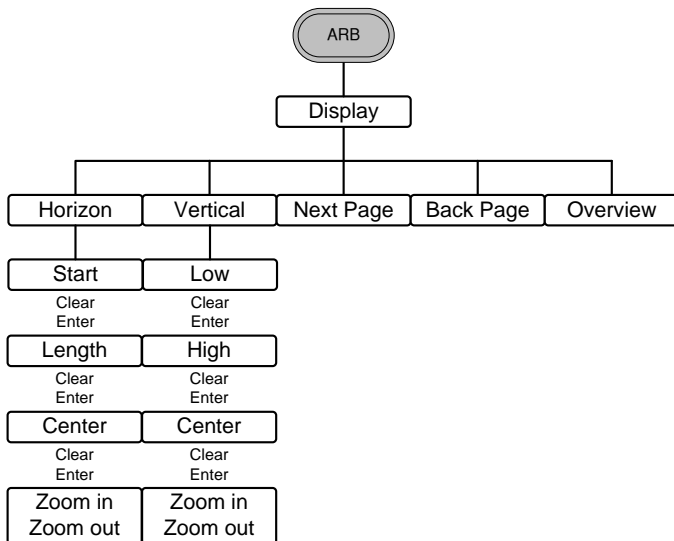 ARB
Display
Horizon
Vertical
Next Page
Back Page
Overview
Start
Low
Clear
Enter
Clear
Enter
Length
High
Clear
Enter
Clear
Enter
Center
Center
Clear
Enter
Clear
Enter
Zoom in
Zoom out
Zoom in
Zoom out